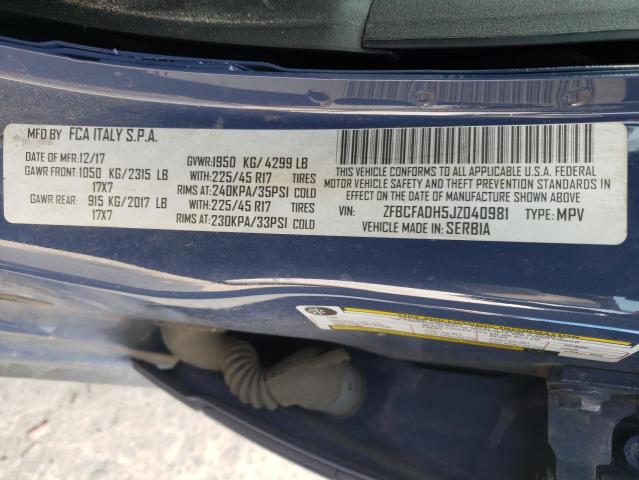 MFD BY FCA ITALY S.P.A.
DATE OF MFR:12/17 GVWR:1950 KG/ 4299 LB
GAWR FRONT:1050 KG/2315 LB WITH:225/45 R17 TIRES
17X7 RIMS AT:240KPA/35PSI COLD
GAWR REAR: 915 KG/2017 LB WITH:225/45 R17 TIRES
17X7 RIMS AT:230KPA/33PSI COLD
THIS VEHICLE CONFORMS TO ALL APPLICABLE U.S.A. FEDERAL
MOTOR VEHICLE SAFETY, BUMPER, AND THEFT PREVENTION STANDARDS
IN EFFECT ON THE DATE OF MANUFACTURE SHOWN ABOVE.
VIN: ZFBCFADH5JZ040981 TYPE: MPV
VEHICLE MADE IN: SERBIA